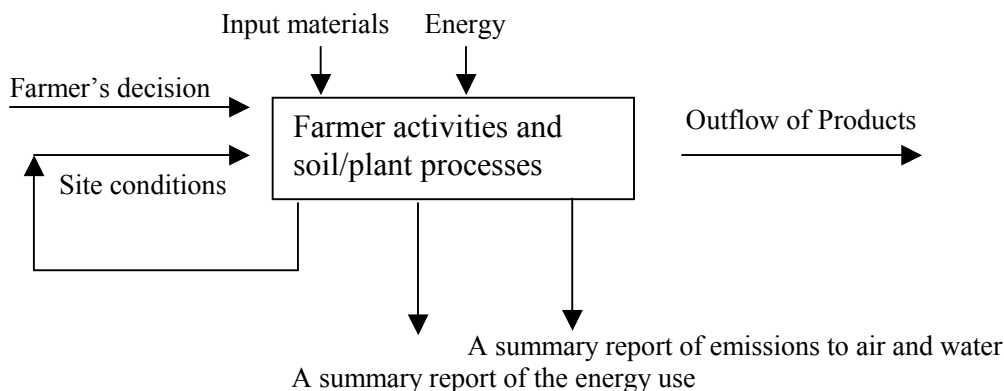 Input materials
Energy
Farmer’s decision
Farmer activities and
soil/plant processes
Outflow of Products
Site conditions
A summary report of emissions to air and water
A summary report of the energy use